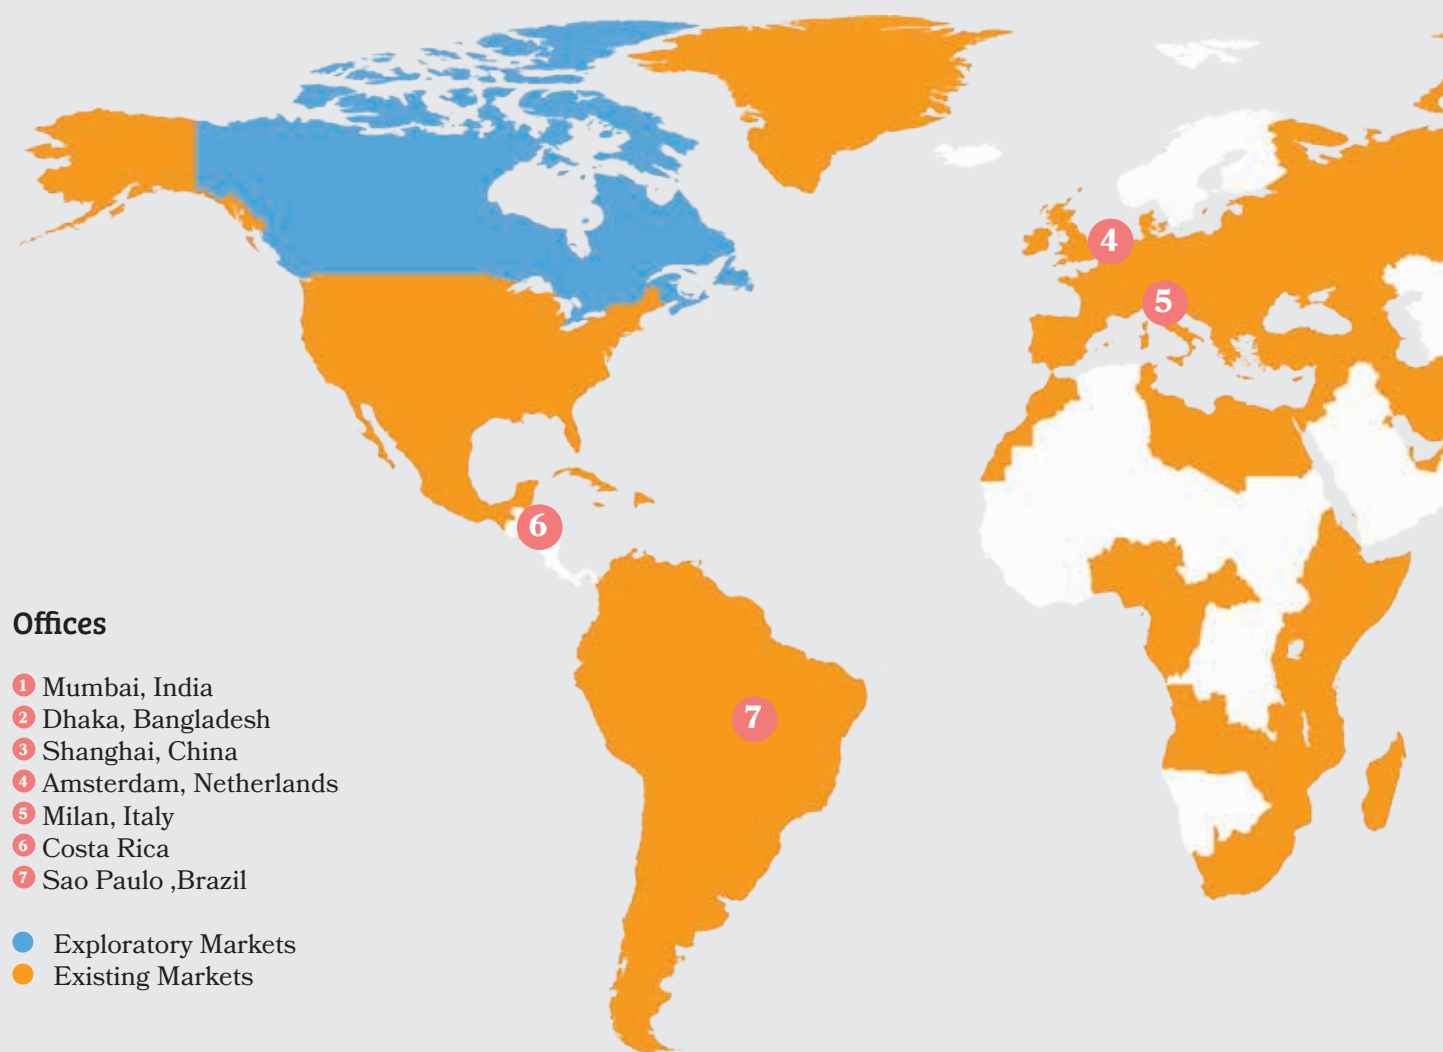 4
5
6
7
Offices
1 Mumbai, India
2 Dhaka, Bangladesh
3 Shanghai, China
4 Amsterdam, Netherlands
5 Milan, Italy
6 Costa Rica
7 Sao Paulo ,Brazil
Exploratory Markets
Existing Markets